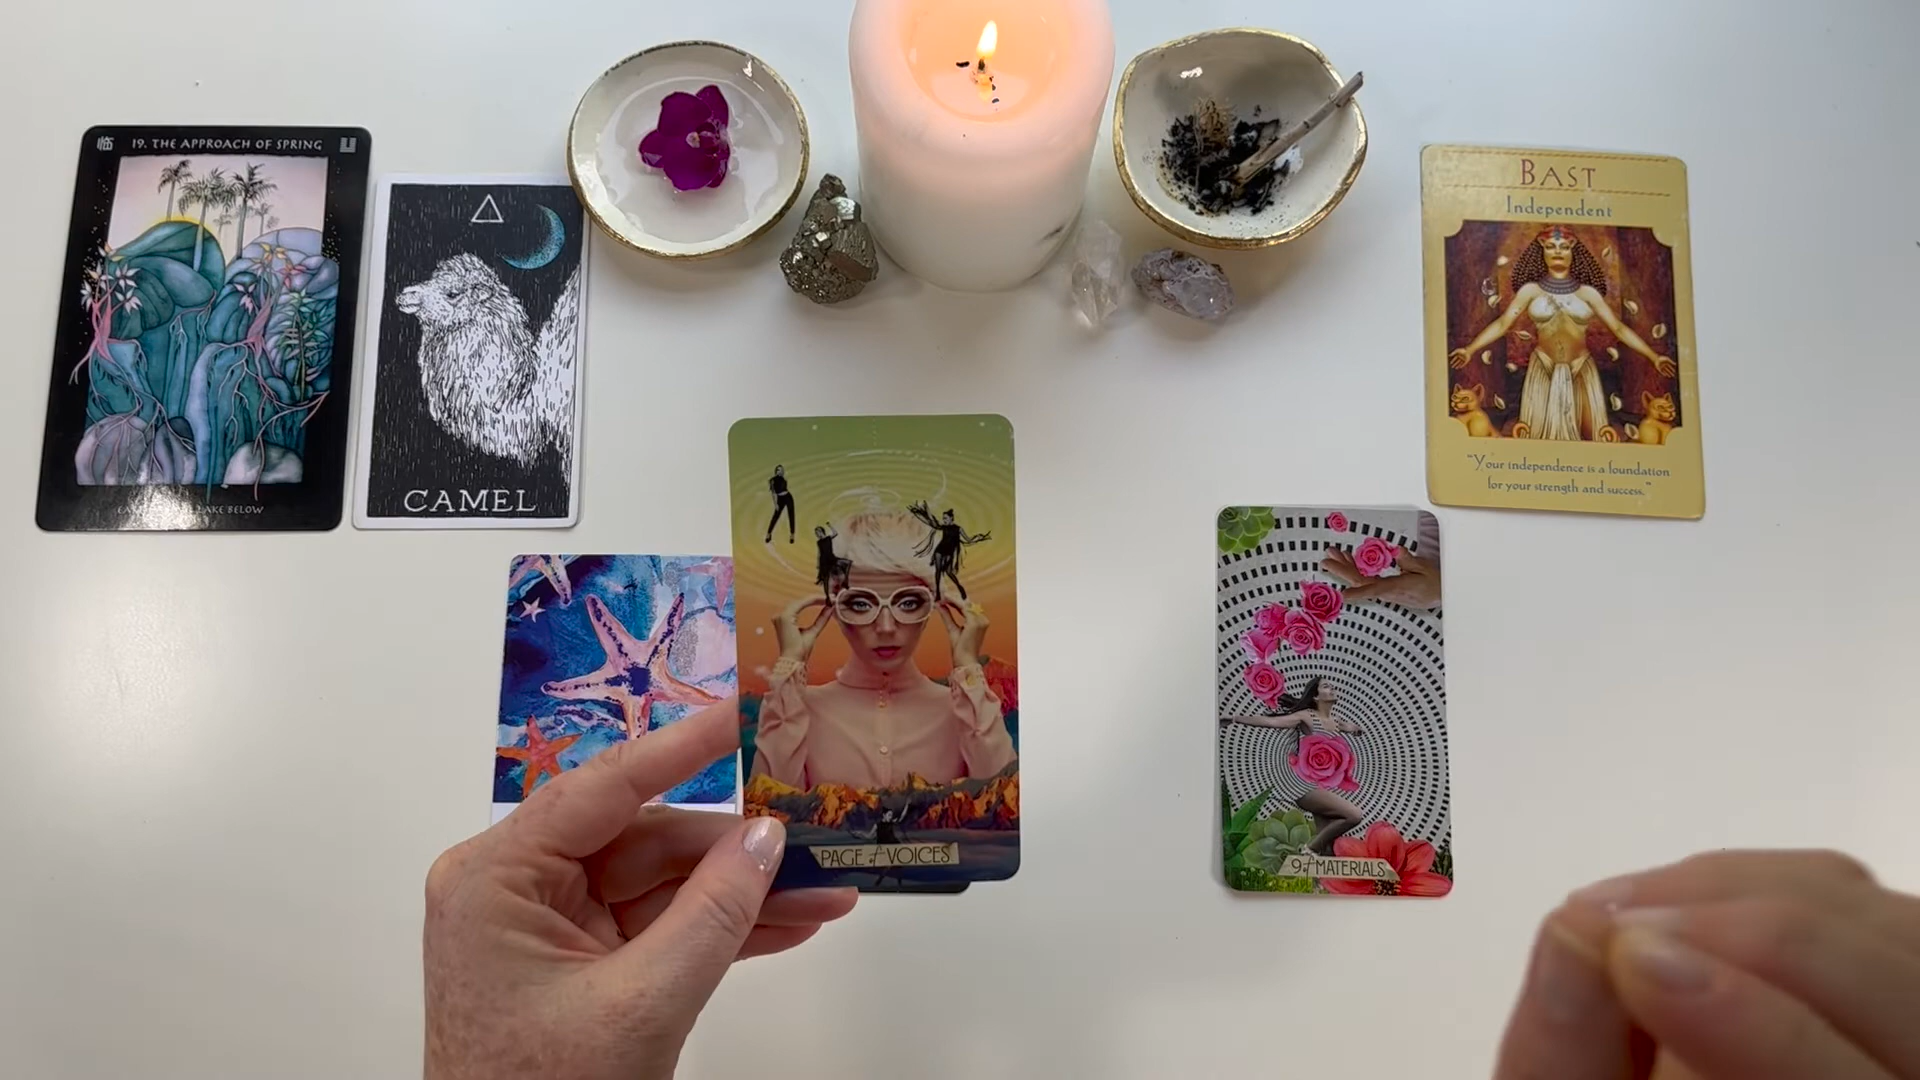 臨 19. THE APPROACH OF SPRING
LAKE BELOW
CAMEL
BAST
Independent
"Your independence is a foundation
for your strength and success."
PAGE of VOICES
9 of MATERIALS